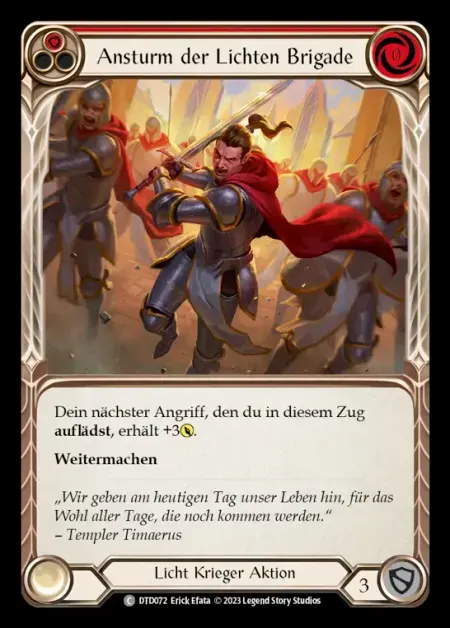 Ansturm der Lichten Brigade
0
Dein nächster Angriff, den du in diesem Zug
auflädst, erhält +3.
Weitermachen
„Wir geben am heutigen Tag unser Leben hin, für das
Wohl aller Tage, die noch kommen werden.“
– Templer Timaerus
Licht Krieger Aktion
3
C DTD072 Erick Efata © 2023 Legend Story Studios